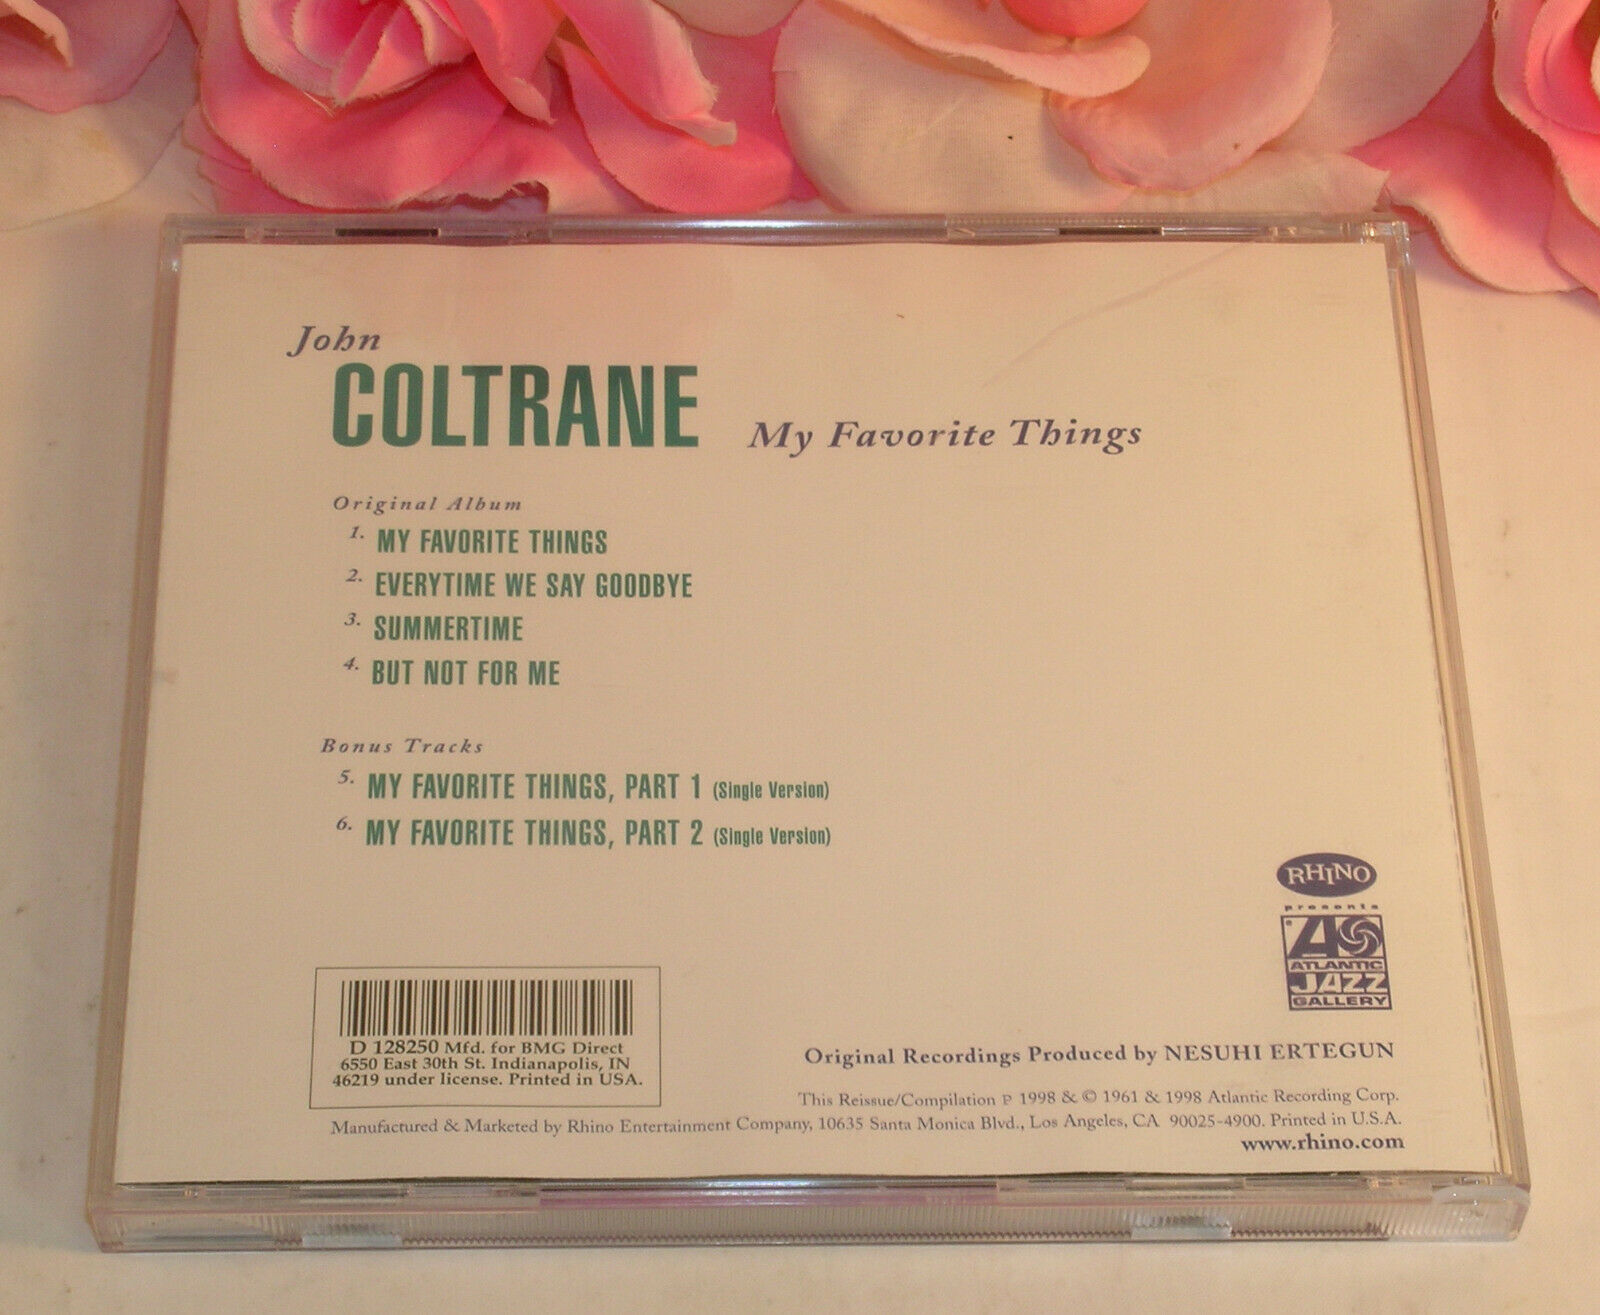 John
COLTRANE
My Favorite Things
Original Album
1. MY FAVORITE THINGS
2. EVERYTIME WE SAY GOODBYE
3. SUMMERTIME
4. BUT NOT FOR ME
Bonus Tracks
5. MY FAVORITE THINGS, PART 1 (Single Version)
6. MY FAVORITE THINGS, PART 2 (Single Version)
RHINO
presents
ATLANTIC
JAZZ
GALLERY
D 128250 Mfd. for BMG Direct
6550 East 30th St. Indianapolis, IN
46219 under license. Printed in USA.
Original Recordings Produced by NESUHI ERTEGUN
This Reissue/Compilation ℗ 1998 & © 1961 & 1998 Atlantic Recording Corp.
Manufactured & Marketed by Rhino Entertainment Company, 10635 Santa Monica Blvd., Los Angeles, CA 90025-4900. Printed in U.S.A.
www.rhino.com